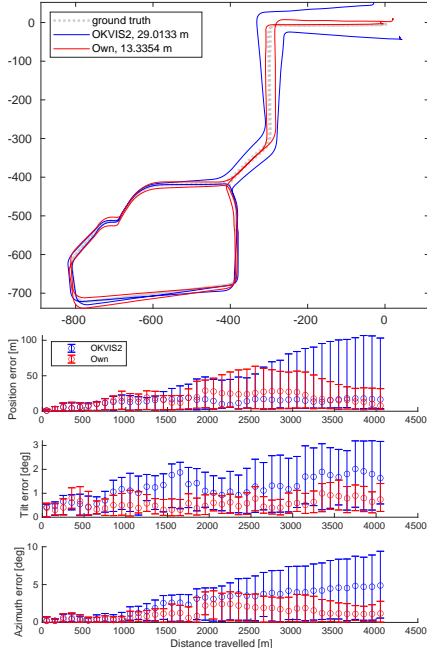 0
-100
-200
-300
-400
-500
-600
-700
ground truth
OKVIS2, 29.0133 m
Own, 13.3354 m
-800 -600 -400 -200 0
Position error [m]
100
50
0
OKVIS2
Own
0 500 1000 1500 2000 2500 3000 3500 4000 4500
Tilt error [deg]
3
2
1
0
0 500 1000 1500 2000 2500 3000 3500 4000 4500
Azimuth error [deg]
10
5
0
0 500 1000 1500 2000 2500 3000 3500 4000 4500
Distance travelled [m]